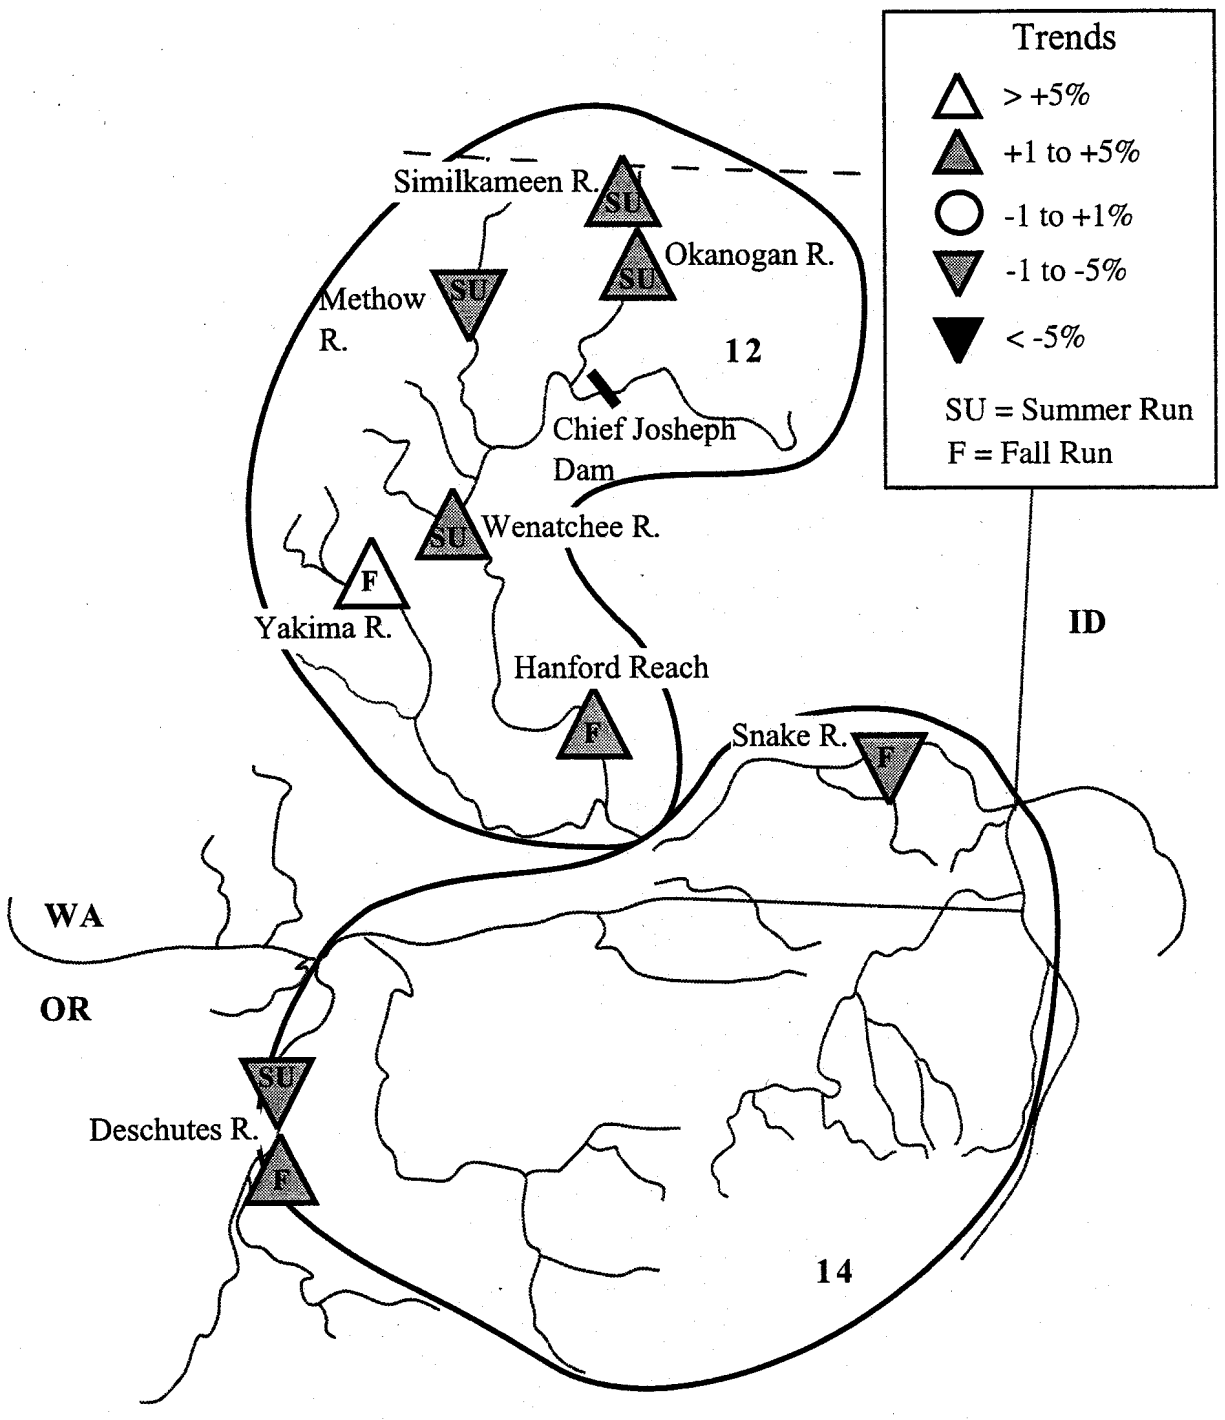 Trends
> +5%
+1 to +5%
-1 to +1%
-1 to -5%
< -5%
SU = Summer Run
F = Fall Run
Similkameen R.
SU
Okanogan R.
SU
Methow
R.
SU
12
Chief Joshep​h
Dam
Wenatchee R.
SU
F
Yakima R.
ID
Hanford Reach
F
Snake R.
F
WA
OR
SU
Deschutes R.
F
14